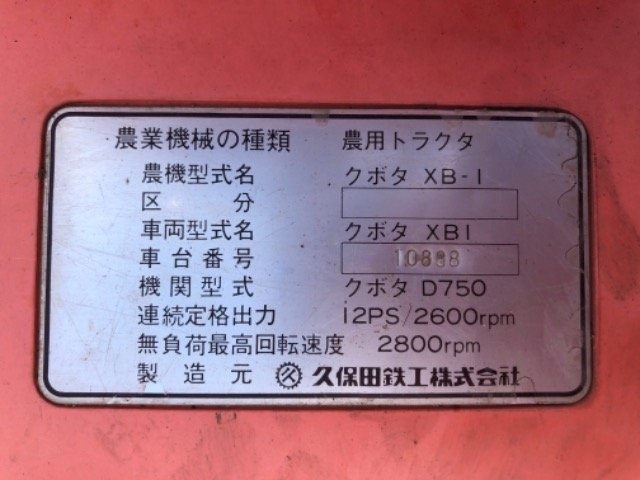 農業機械の種類 農用トラクタ
農機型式名 クボタ XB-1
区分
車両型式名 クボタ XB1
車台番号 10888
機関型式 クボタ D750
連続定格出力 12PS/2600rpm
無負荷最高回転速度 2800rpm
製造元 久保田鉄工株式会社